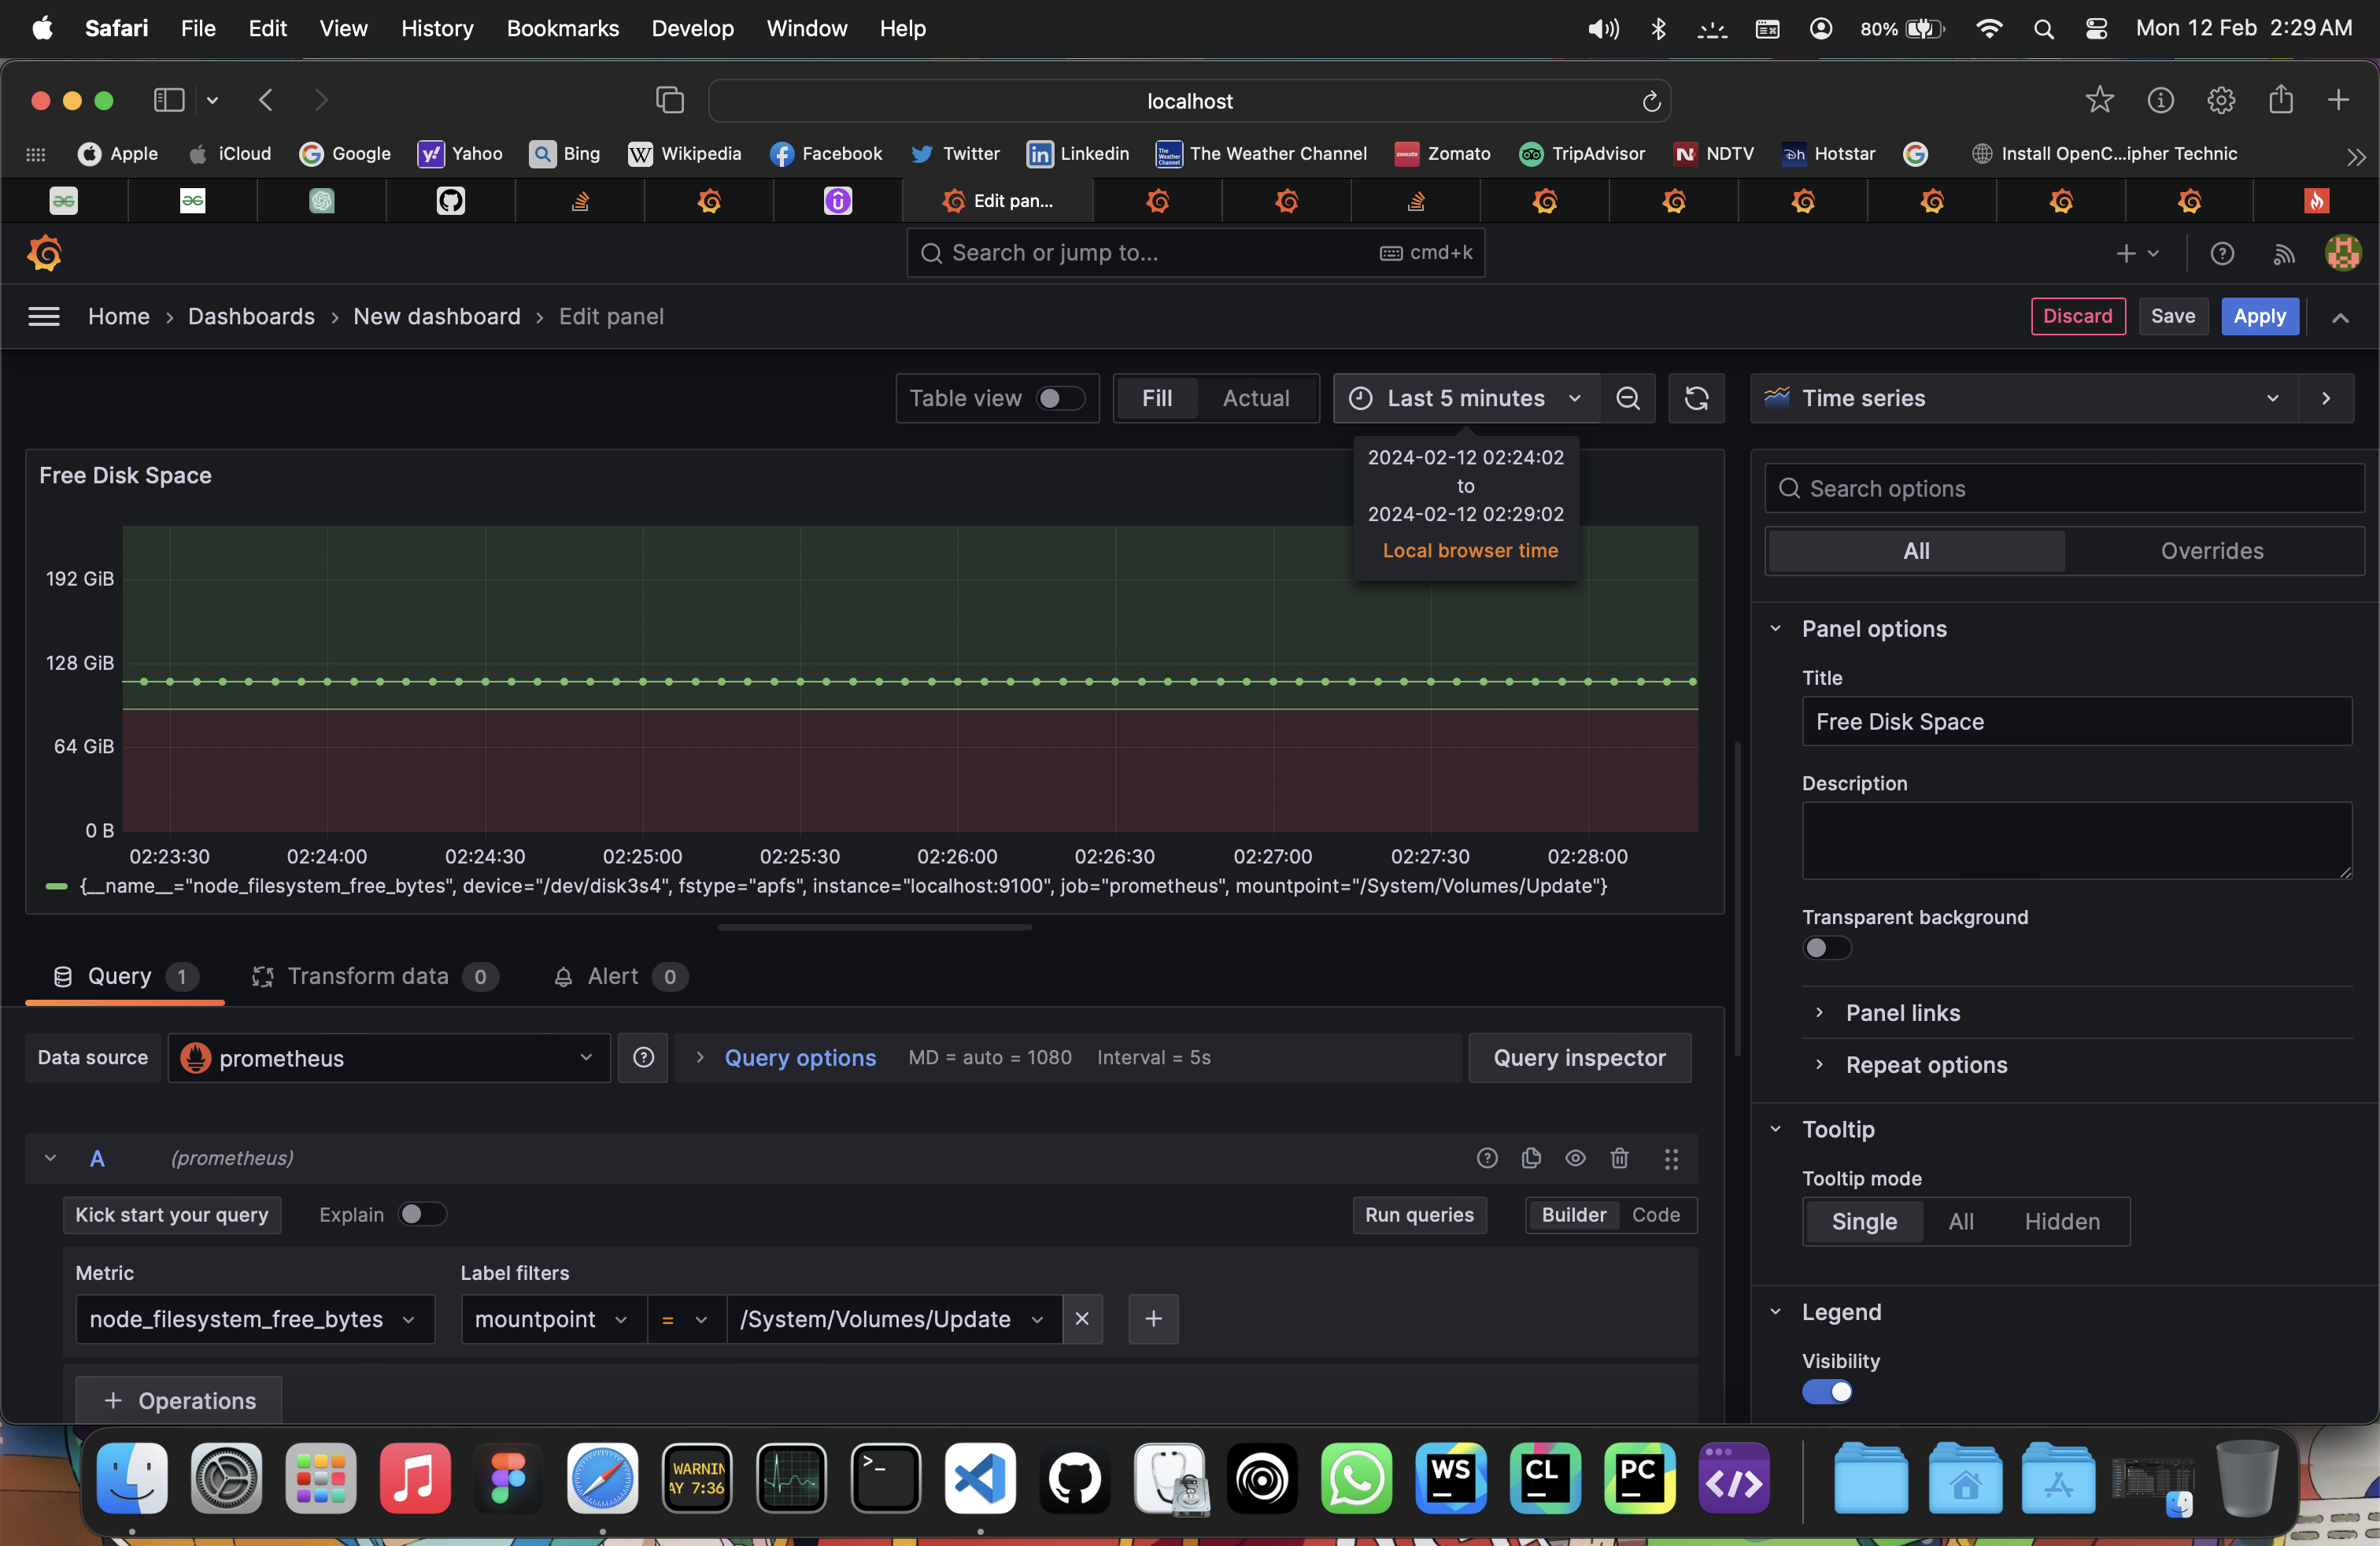 Safari File Edit View History Bookmarks Develop Window Help 80% Mon 12 Feb 2:29 AM
localhost
Apple iCloud Google Yahoo Bing Wikipedia Facebook Twitter Linkedin The Weather Channel Zomato TripAdvisor NDTV Hotstar Install OpenC...ipher Technic
Edit pan...
Search or jump to... cmd+k
Home › Dashboards › New dashboard › Edit panel Discard Save Apply
Table view Fill Actual Last 5 minutes Time series
2024-02-12 02:24:02
to
2024-02-12 02:29:02
Local browser time
Free Disk Space
192 GiB
128 GiB
64 GiB
0 B
02:23:30 02:24:00 02:24:30 02:25:00 02:25:30 02:26:00 02:26:30 02:27:00 02:27:30 02:28:00
{__name__="node_filesystem_free_bytes", device="/dev/disk3s4", fstype="apfs", instance="localhost:9100", job="prometheus", mountpoint="/System/Volumes/Update"}
Query 1 Transform data 0 Alert 0
Data source prometheus Query options MD = auto = 1080 Interval = 5s Query inspector
A (prometheus)
Kick start your query Explain Run queries Builder Code
Metric Label filters
node_filesystem_free_bytes mountpoint = /System/Volumes/Update
+ Operations
Search options
All Overrides
Panel options
Title
Free Disk Space
Description
Transparent background
Panel links
Repeat options
Tooltip
Tooltip mode
Single All Hidden
Legend
Visibility
WARNIN
AY 7:36
WS
CL
PC